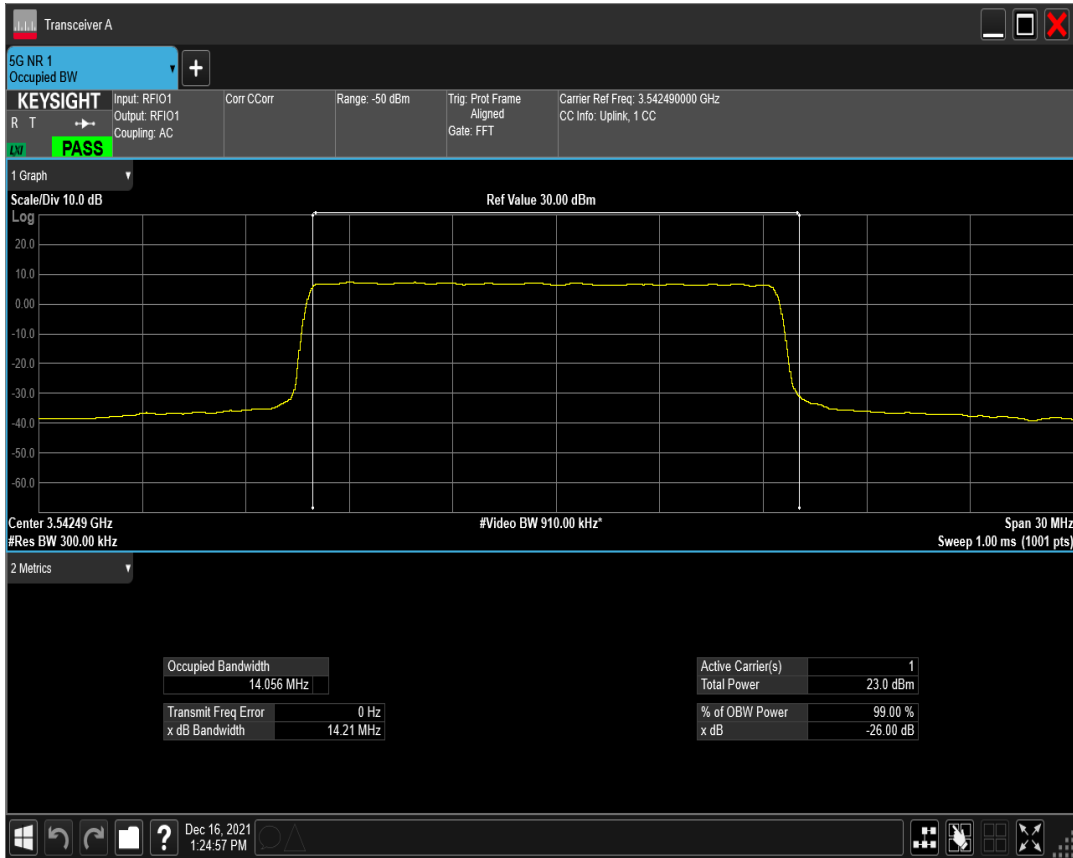 Transceiver A
5G NR 1
Occupied BW
KEYSIGHT
R T
LXI
PASS
Input: RFIO1
Output: RFIO1
Coupling: AC
Corr CCorr
Range: -50 dBm
Trig: Prot Frame
Aligned
Gate: FFT
Carrier Ref Freq: 3.542490000 GHz
CC Info: Uplink, 1 CC
1 Graph
Scale/Div 10.0 dB
Ref Value 30.00 dBm
Log
20.0
10.0
0.00
-10.0
-20.0
-30.0
-40.0
-50.0
-60.0
Center 3.54249 GHz
#Video BW 910.00 kHz*
Span 30 MHz
#Res BW 300.00 kHz
Sweep 1.00 ms (1001 pts)
2 Metrics
Occupied Bandwidth
14.056 MHz
Transmit Freq Error 0 Hz
x dB Bandwidth 14.21 MHz
Active Carrier(s) 1
Total Power 23.0 dBm
% of OBW Power 99.00 %
x dB -26.00 dB
?
Dec 16, 2021
1:24:57 PM